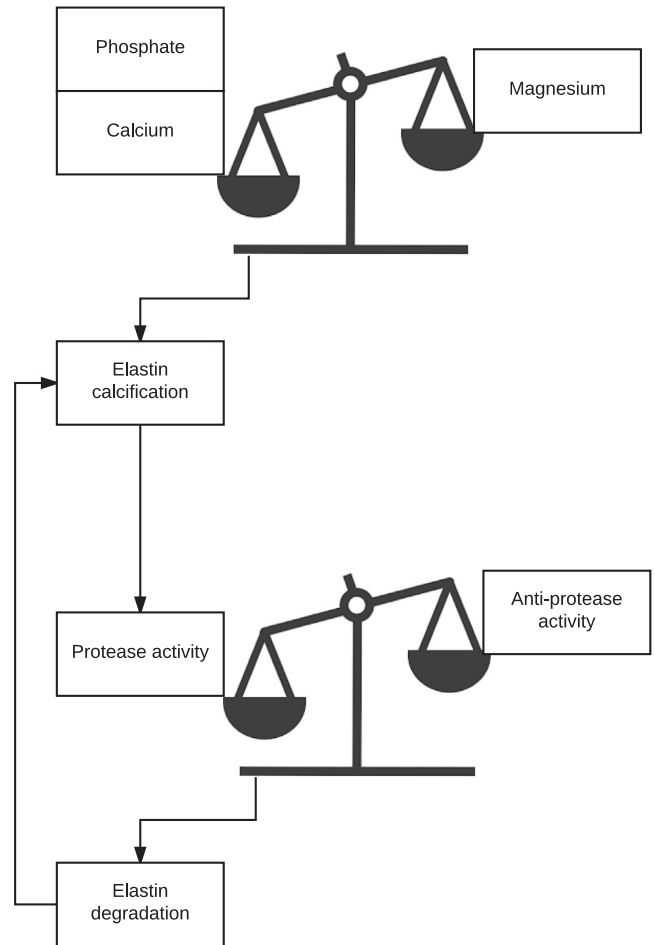 Phosphate
Magnesium
Calcium
Elastin
calcification
Anti-protease
activity
Protease activity
Elastin
degradation